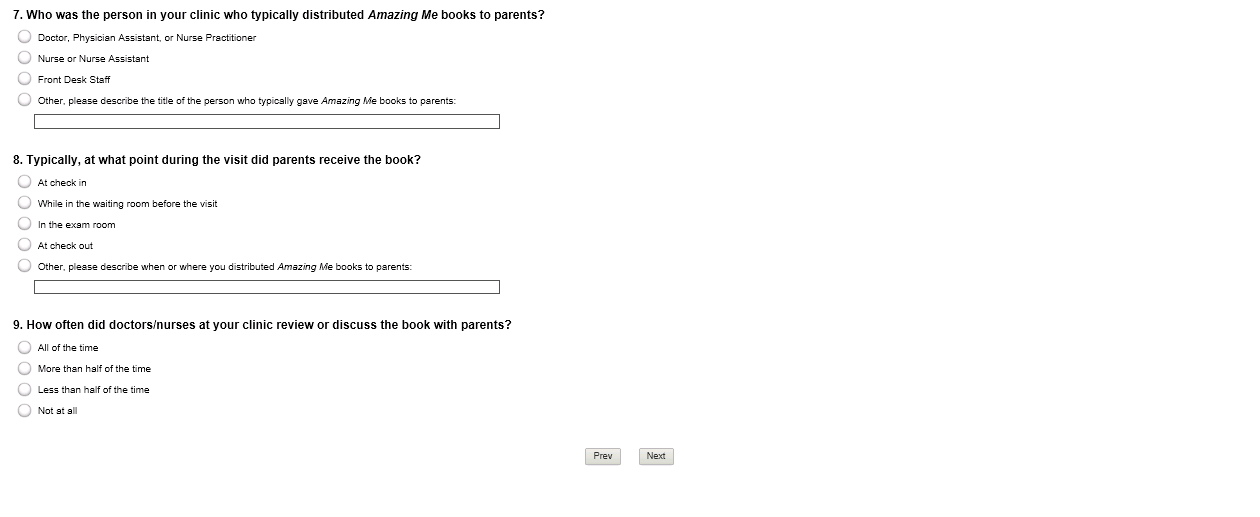 7. Who was the person in your clinic who typically distributed Amazing Me books to parents?
Doctor, Physician Assistant, or Nurse Practitioner
Nurse or Nurse Assistant
Front Desk Staff
Other, please describe the title of the person who typically gave Amazing Me books to parents:
8. Typically, at what point during the visit did parents receive the book?
At check in
While in the waiting room before the visit
In the exam room
At check out
Other, please describe when or where you distributed Amazing Me books to parents:
9. How often did doctors/nurses at your clinic review or discuss the book with parents?
All of the time
More than half of the time
Less than half of the time
Not at all
Prev Next